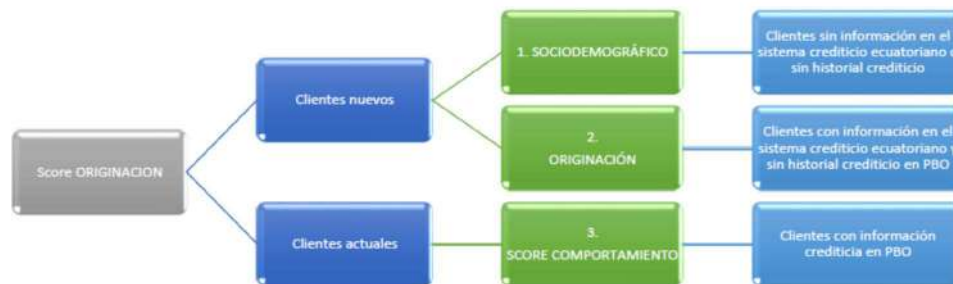 Score ORIGINACION
Clientes nuevos
Clientes actuales
1. SOCIODEMOGRÁFICO
2.
ORIGINACIÓN
3.
SCORE COMPORTAMIENTO
Clientes sin información en el
sistema crediticio ecuatoriano
sin historial crediticio
Clientes con información en el
sistema crediticio ecuatoriano y
sin historial crediticio en PBO
Clientes con información
crediticia en PBO